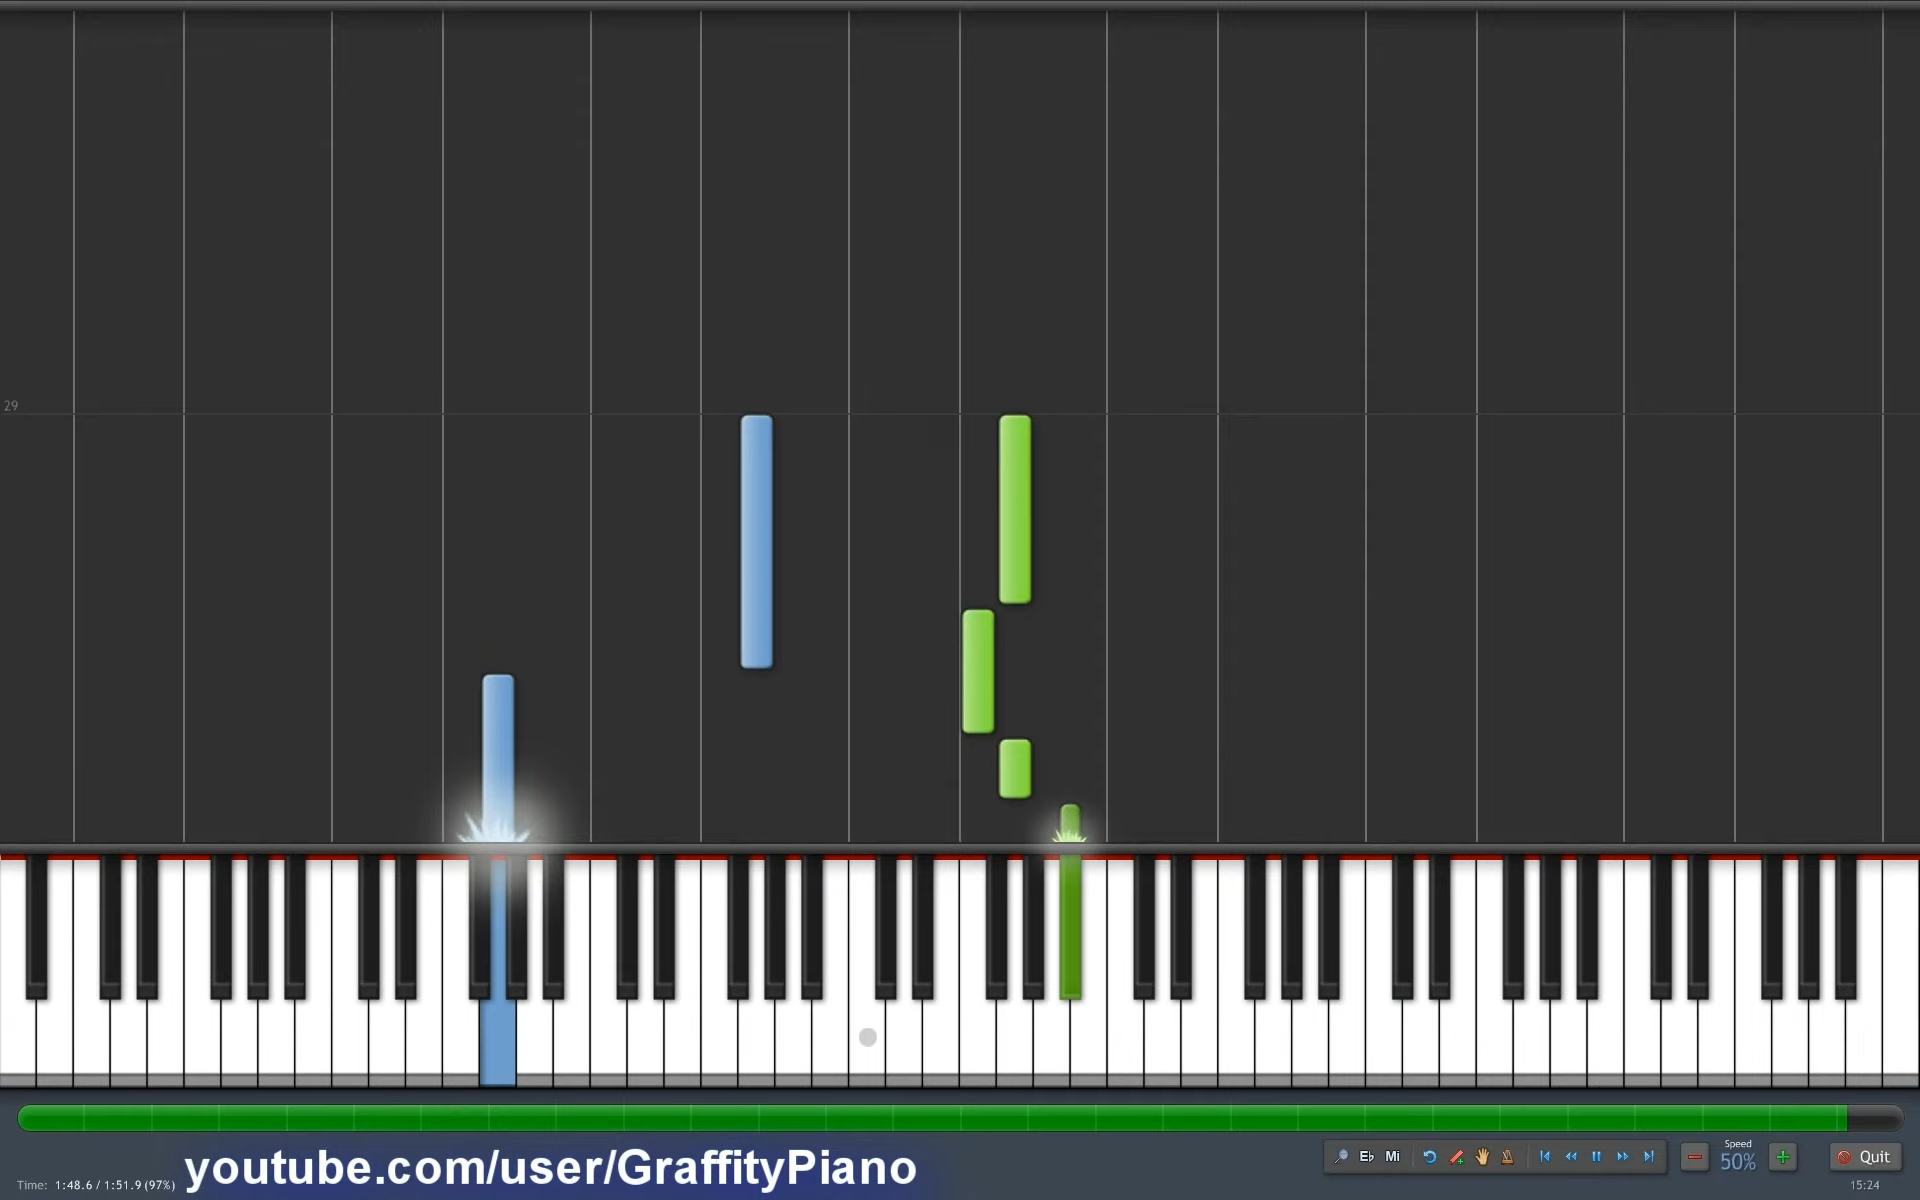 29
Speed
Eb Mi 50% Quit
youtube.com/user/GraffityPiano
Time: 1:48.6 / 1:51.9 (97%) 15:24